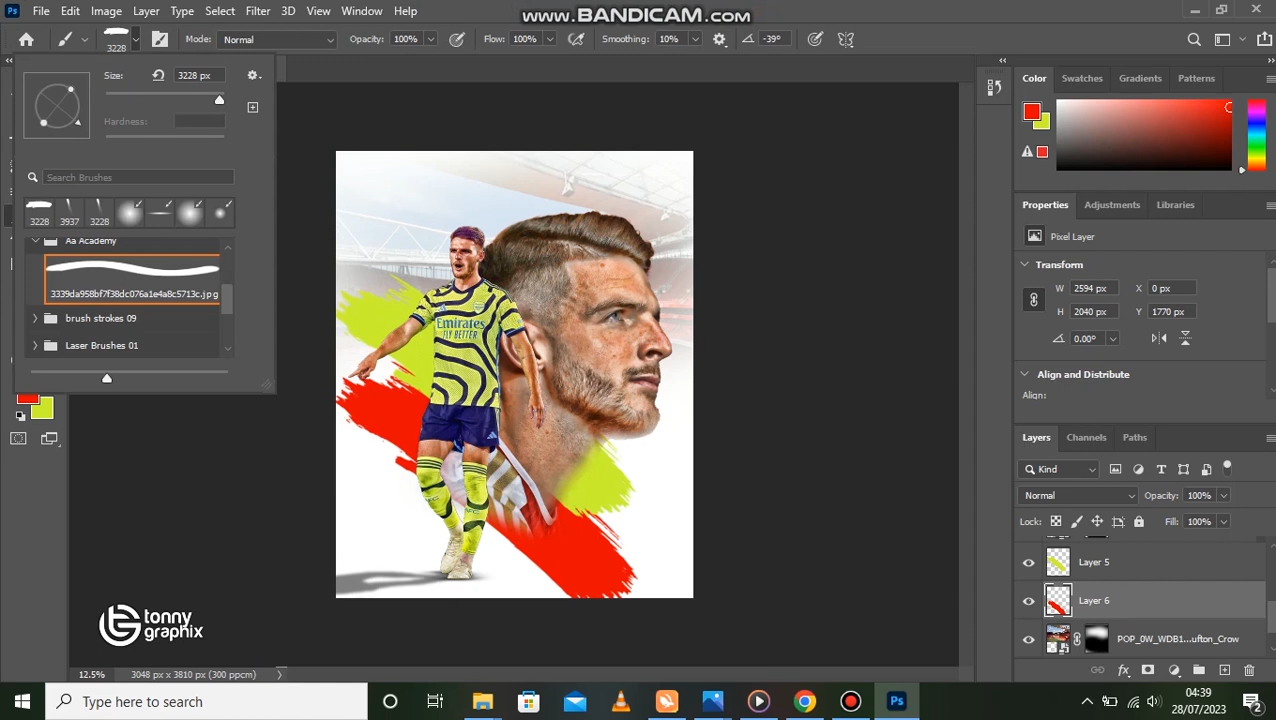 Ps File Edit Image Layer Type Select Filter 3D View Window Help
www.BANDICAM.com
3228 Mode: Normal Opacity: 100% Flow: 100% Smoothing: 10% -39°
Size: 3228 px
Hardness:
Search Brushes
3228 3937 3228
Aa Academy
3339da958bf7f38dc076a1e4a8c5713c.jpg
brush strokes 09
Laser Brushes 01
Emirates
FLY BETTER
tonny
graphix
12.5% 3048 px x 3810 px (300 ppcm)
Color Swatches Gradients Patterns
Properties Adjustments Libraries
Pixel Layer
Transform
W 2594 px X 0 px
H 2040 px Y 1770 px
0.00°
Align and Distribute
Align:
Layers Channels Paths
Kind
Normal Opacity: 100%
Lock: Fill: 100%
Layer 5
Layer 6
POP_0W_WDB1...ufton_Crow
Type here to search
Ps
04:39
28/07/2023
2